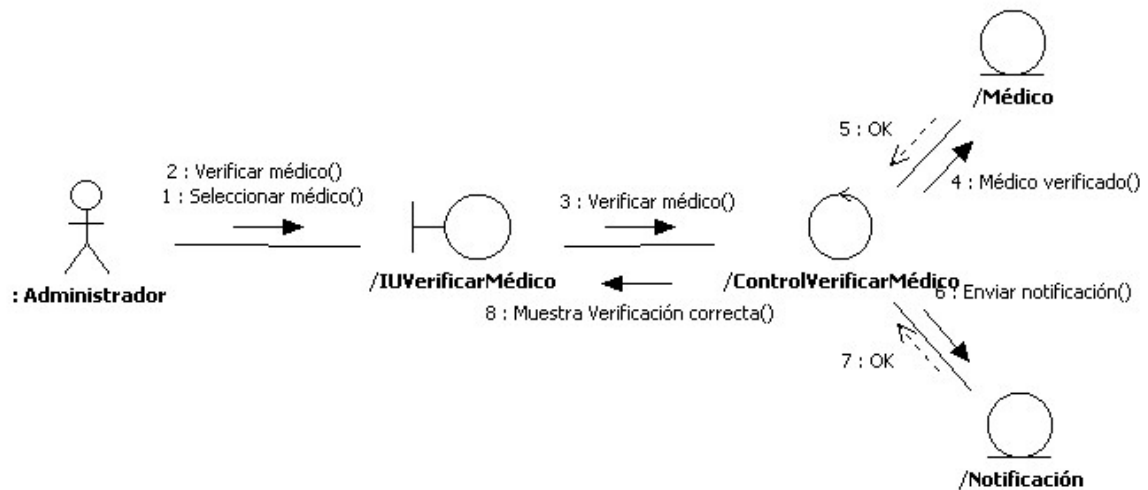 /Médico
5 : OK
4 : Médico verificado()
2 : Verificar médico()
1 : Seleccionar médico()
3 : Verificar médico()
: Administrador
/IUVerificarMédico
/ControlVerificarMédico
6 : Enviar notificación()
8 : Muestra Verificación correcta()
7 : OK
/Notificación